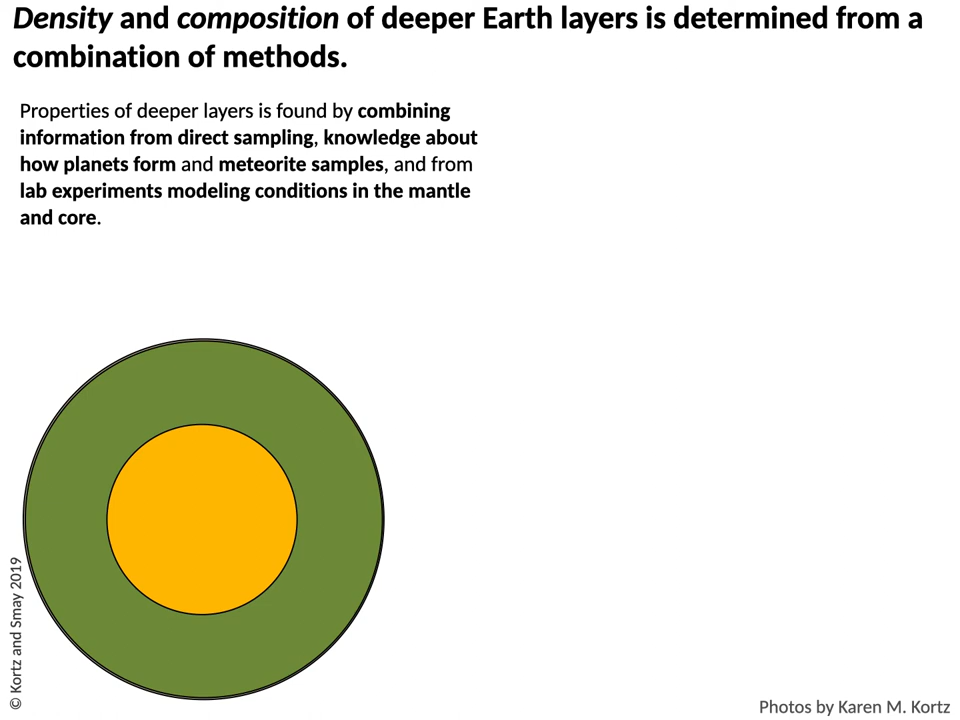 Density and composition of deeper Earth layers is determined from a
combination of methods.
Properties of deeper layers is found by combining
information from direct sampling, knowledge about
how planets form and meteorite samples, and from
lab experiments modeling conditions in the mantle
and core.
© Kortz and Smay 2019
Photos by Karen M. Kortz